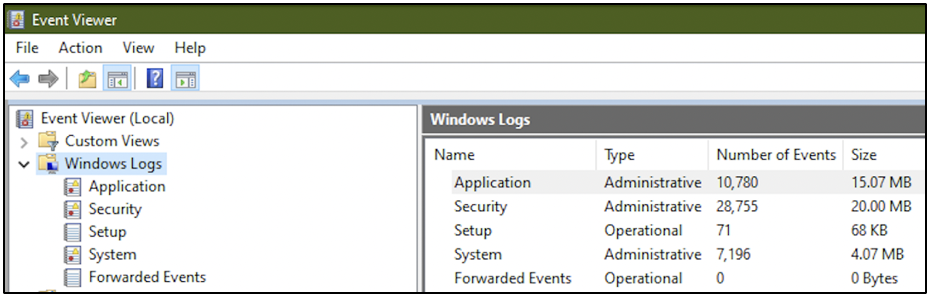 Event Viewer
File Action View Help
Event Viewer (Local)
Custom Views
Windows Logs
Application
Security
Setup
System
Forwarded Events
Windows Logs
Name Type Number of Events Size
Application Administrative 10,780 15.07 MB
Security Administrative 28,755 20.00 MB
Setup Operational 71 68 KB
System Administrative 7,196 4.07 MB
Forwarded Events Operational 0 0 Bytes